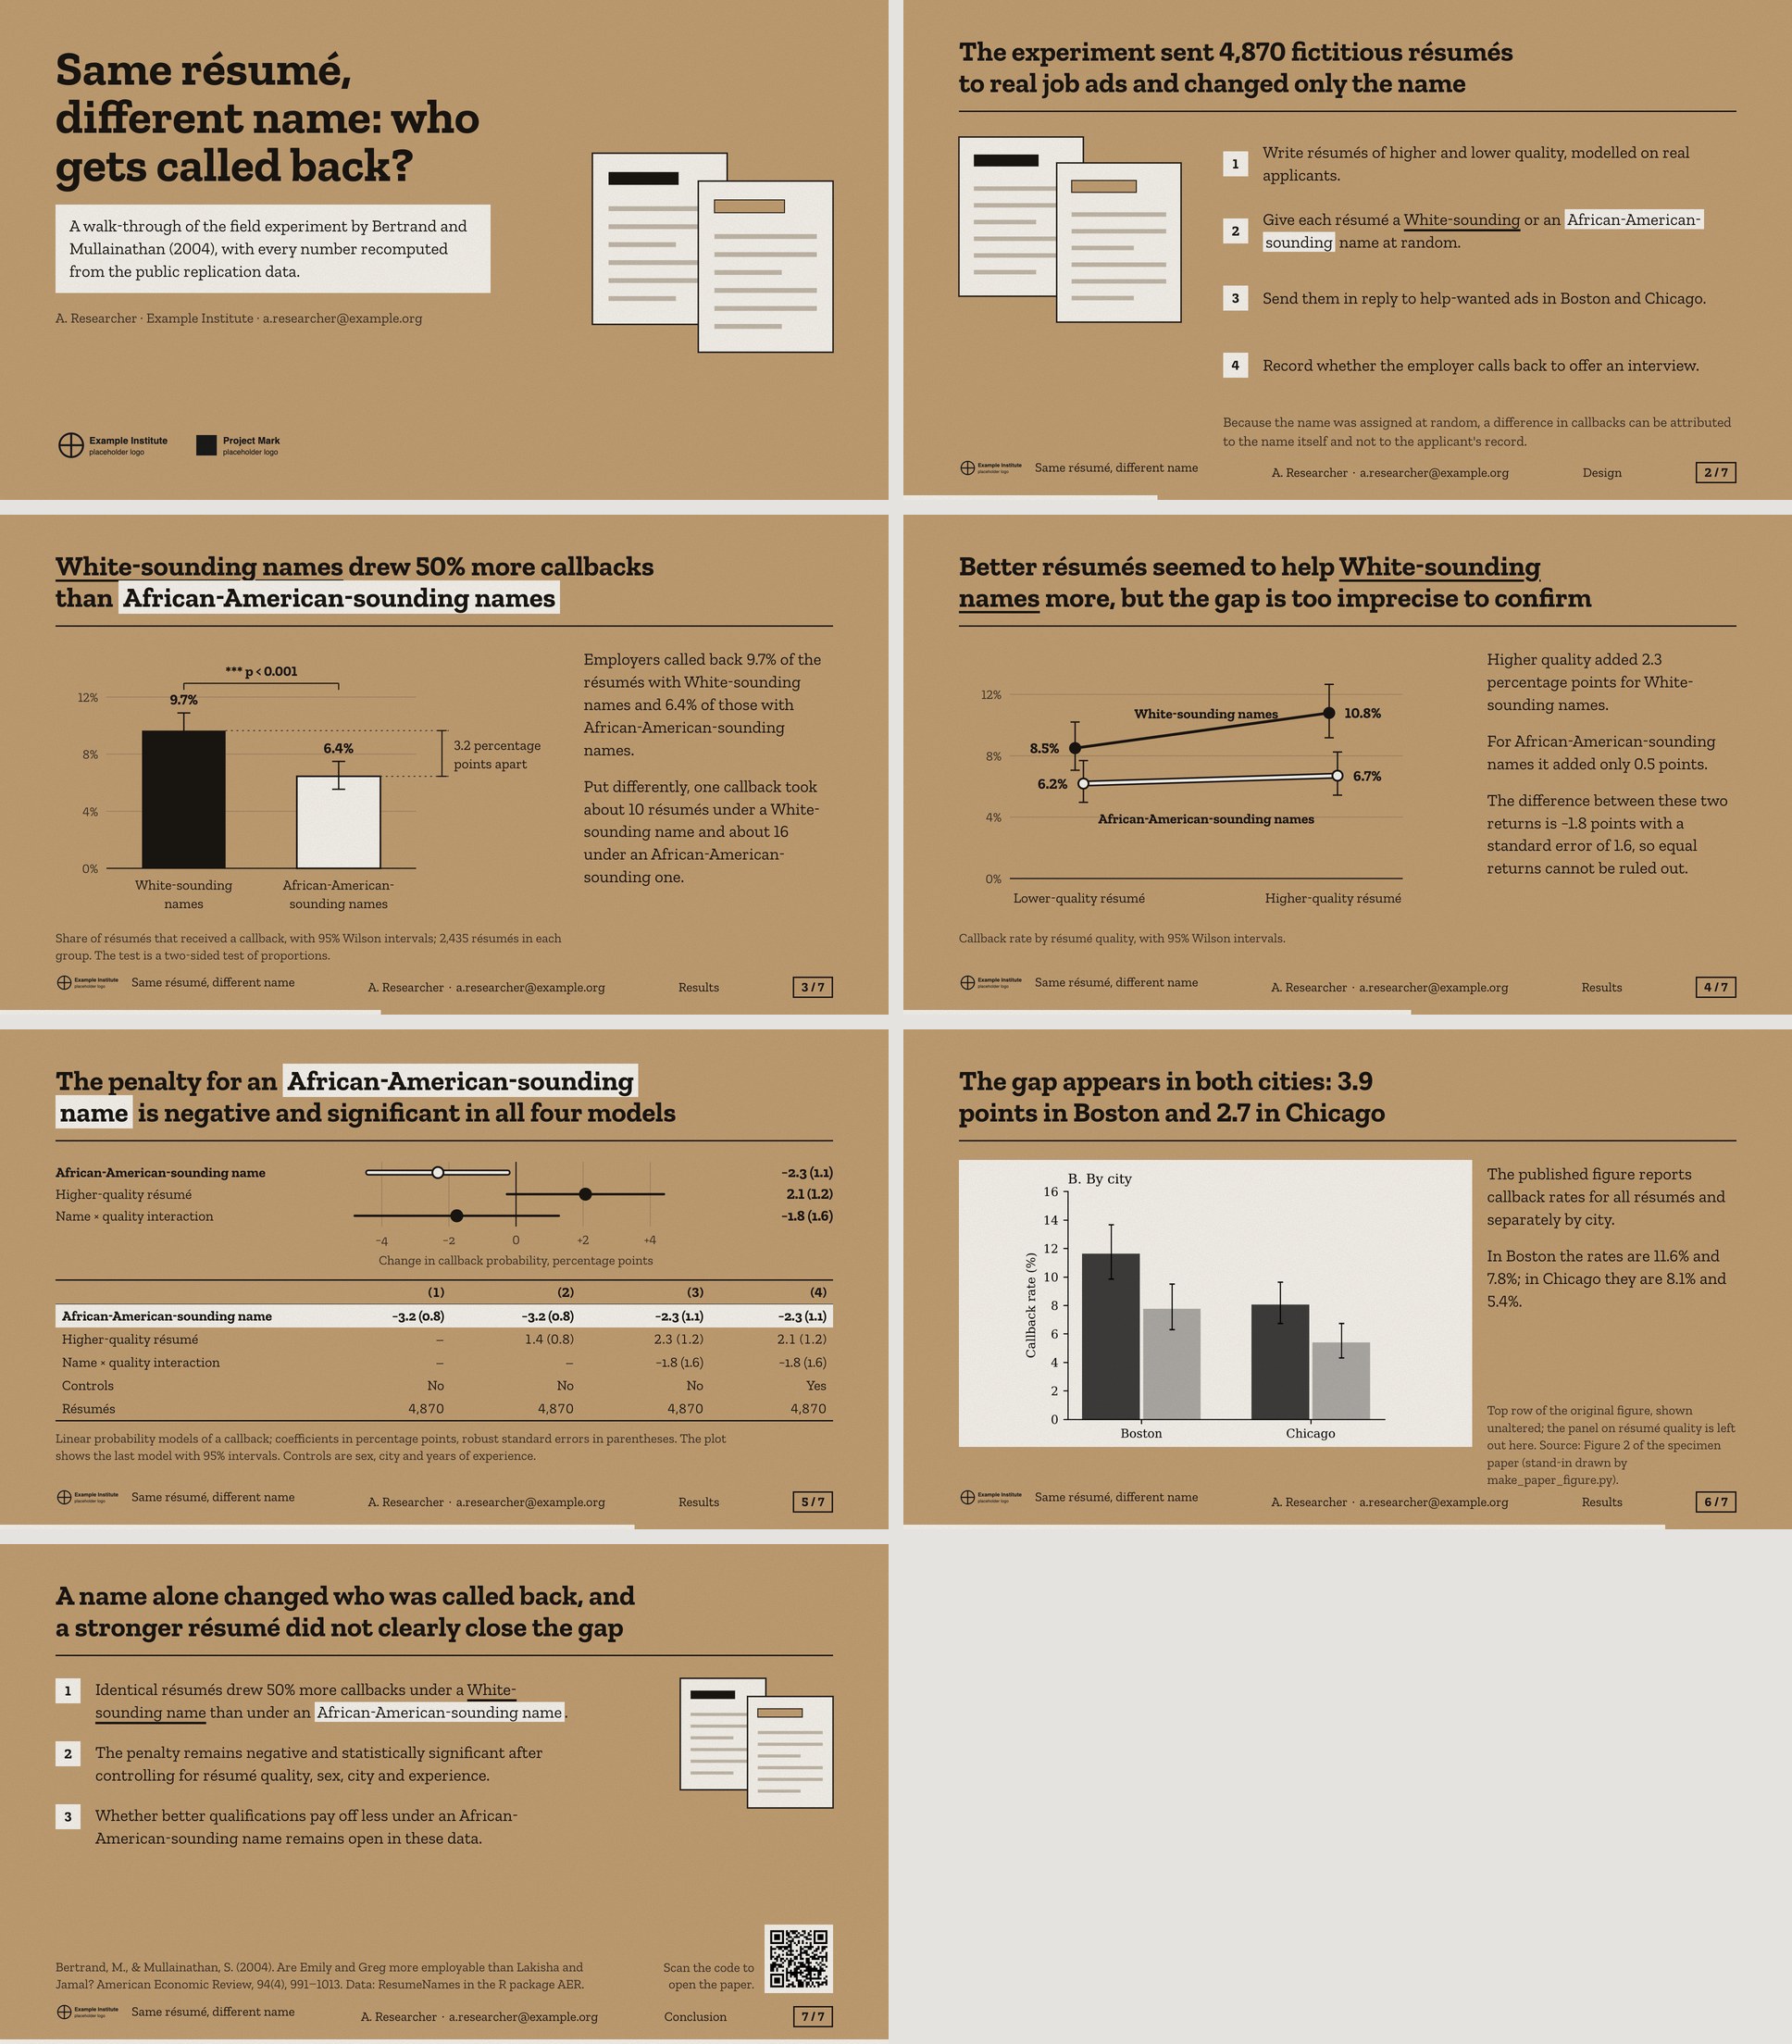 Same résumé,
different name: who
gets called back?
A walk-through of the field experiment by Bertrand and
Mullainathan (2004), with every number recomputed
from the public replication data.
A. Researcher · Example Institute · a.researcher@example.org
Example Institute
placeholder logo
Project Mark
placeholder logo
The experiment sent 4,870 fictitious résumés
to real job ads and changed only the name
1 Write résumés of higher and lower quality, modelled on real
applicants.
2 Give each résumé a White-sounding or an African-American-
sounding name at random.
3 Send them in reply to help-wanted ads in Boston and Chicago.
4 Record whether the employer calls back to offer an interview.
Because the name was assigned at random, a difference in callbacks can be attributed
to the name itself and not to the applicant's record.
Example Institute
placeholder logo
Same résumé, different name A. Researcher · a.researcher@example.org Design 2 / 7
White-sounding names drew 50% more callbacks
than African-American-sounding names
*** p < 0.001
12%
9.7%
8%
6.4%
3.2 percentage
points apart
4%
0%
White-sounding
names
African-American-
sounding names
Employers called back 9.7% of the
résumés with White-sounding
names and 6.4% of those with
African-American-sounding
names.
Put differently, one callback took
about 10 résumés under a White-
sounding name and about 16
under an African-American-
sounding one.
Share of résumés that received a callback, with 95% Wilson intervals; 2,435 résumés in each
group. The test is a two-sided test of proportions.
Example Institute
placeholder logo
Same résumé, different name A. Researcher · a.researcher@example.org Results 3 / 7
Better résumés seemed to help White-sounding
names more, but the gap is too imprecise to confirm
12%
White-sounding names
10.8%
8.5%
8%
6.2%
6.7%
4%
African-American-sounding names
0%
Lower-quality résumé Higher-quality résumé
Higher quality added 2.3
percentage points for White-
sounding names.
For African-American-sounding
names it added only 0.5 points.
The difference between these two
returns is −1.8 points with a
standard error of 1.6, so equal
returns cannot be ruled out.
Callback rate by résumé quality, with 95% Wilson intervals.
Example Institute
placeholder logo
Same résumé, different name A. Researcher · a.researcher@example.org Results 4 / 7
The penalty for an African-American-sounding
name is negative and significant in all four models
African-American-sounding name −2.3 (1.1)
Higher-quality résumé 2.1 (1.2)
Name × quality interaction −1.8 (1.6)
−4 −2 0 +2 +4
Change in callback probability, percentage points
(1) (2) (3) (4)
African-American-sounding name −3.2 (0.8) −3.2 (0.8) −2.3 (1.1) −2.3 (1.1)
Higher-quality résumé – 1.4 (0.8) 2.3 (1.2) 2.1 (1.2)
Name × quality interaction – – −1.8 (1.6) −1.8 (1.6)
Controls No No No Yes
Résumés 4,870 4,870 4,870 4,870
Linear probability models of a callback; coefficients in percentage points, robust standard errors in parentheses. The plot
shows the last model with 95% intervals. Controls are sex, city and years of experience.
Example Institute
placeholder logo
Same résumé, different name A. Researcher · a.researcher@example.org Results 5 / 7
The gap appears in both cities: 3.9
points in Boston and 2.7 in Chicago
B. By city
Callback rate (%)
16
14
12
10
8
6
4
2
0
Boston Chicago
The published figure reports
callback rates for all résumés and
separately by city.
In Boston the rates are 11.6% and
7.8%; in Chicago they are 8.1% and
5.4%.
Top row of the original figure, shown
unaltered; the panel on résumé quality is left
out here. Source: Figure 2 of the specimen
paper (stand-in drawn by
make_paper_figure.py).
Example Institute
placeholder logo
Same résumé, different name A. Researcher · a.researcher@example.org Results 6 / 7
A name alone changed who was called back, and
a stronger résumé did not clearly close the gap
1 Identical résumés drew 50% more callbacks under a White-
sounding name than under an African-American-sounding name.
2 The penalty remains negative and statistically significant after
controlling for résumé quality, sex, city and experience.
3 Whether better qualifications pay off less under an African-
American-sounding name remains open in these data.
Bertrand, M., & Mullainathan, S. (2004). Are Emily and Greg more employable than Lakisha and
Jamal? American Economic Review, 94(4), 991–1013. Data: ResumeNames in the R package AER.
Scan the code to
open the paper.
Example Institute
placeholder logo
Same résumé, different name A. Researcher · a.researcher@example.org Conclusion 7 / 7